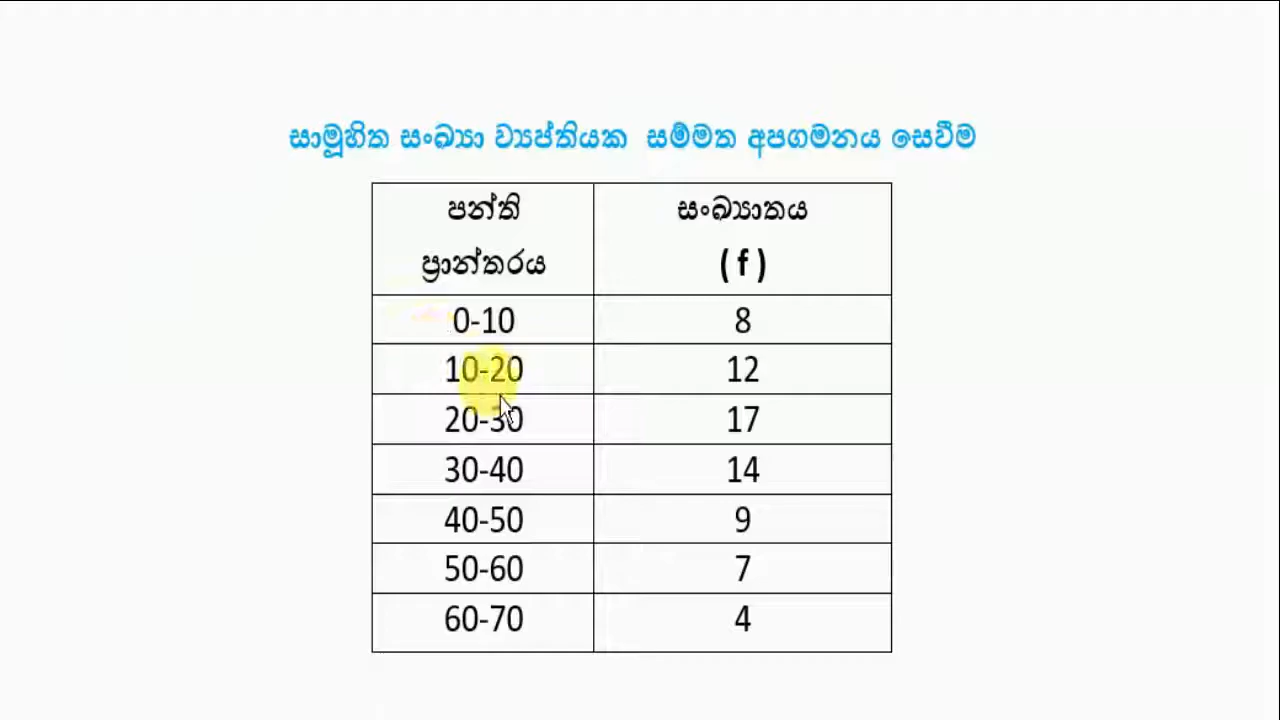 සාමූහිත සංඛ්‍යා ව්‍යප්තියක සම්මත අපගමනය සෙවීම
පන්ති ප්‍රාන්තරය
සංඛ්‍යාතය ( f )
0-10 8
10-20 12
20-30 17
30-40 14
40-50 9
50-60 7
60-70 4